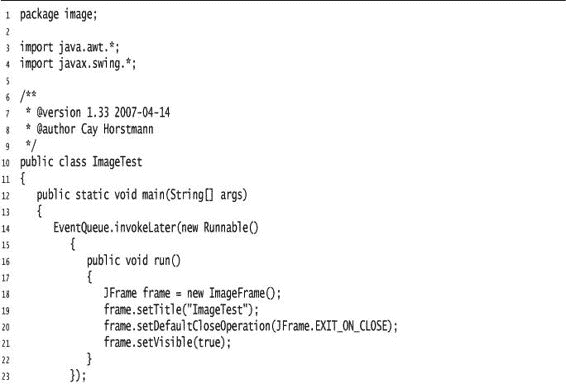 1 package image;
2
3 import java.awt.*;
4 import javax.swing.*;
5
6 /**
7  * @version 1.33 2007-04-14
8  * @author Cay Horstmann
9  */
10 public class ImageTest
11 {
12    public static void main(String[] args)
13    {
14       EventQueue.invokeLater(new Runnable()
15          {
16             public void run()
17             {
18                JFrame frame = new ImageFrame();
19                frame.setTitle("ImageTest");
20                frame.setDefaultCloseOperation(JFrame.EXIT_ON_CLOSE);
21                frame.setVisible(true);
22             }
23          });